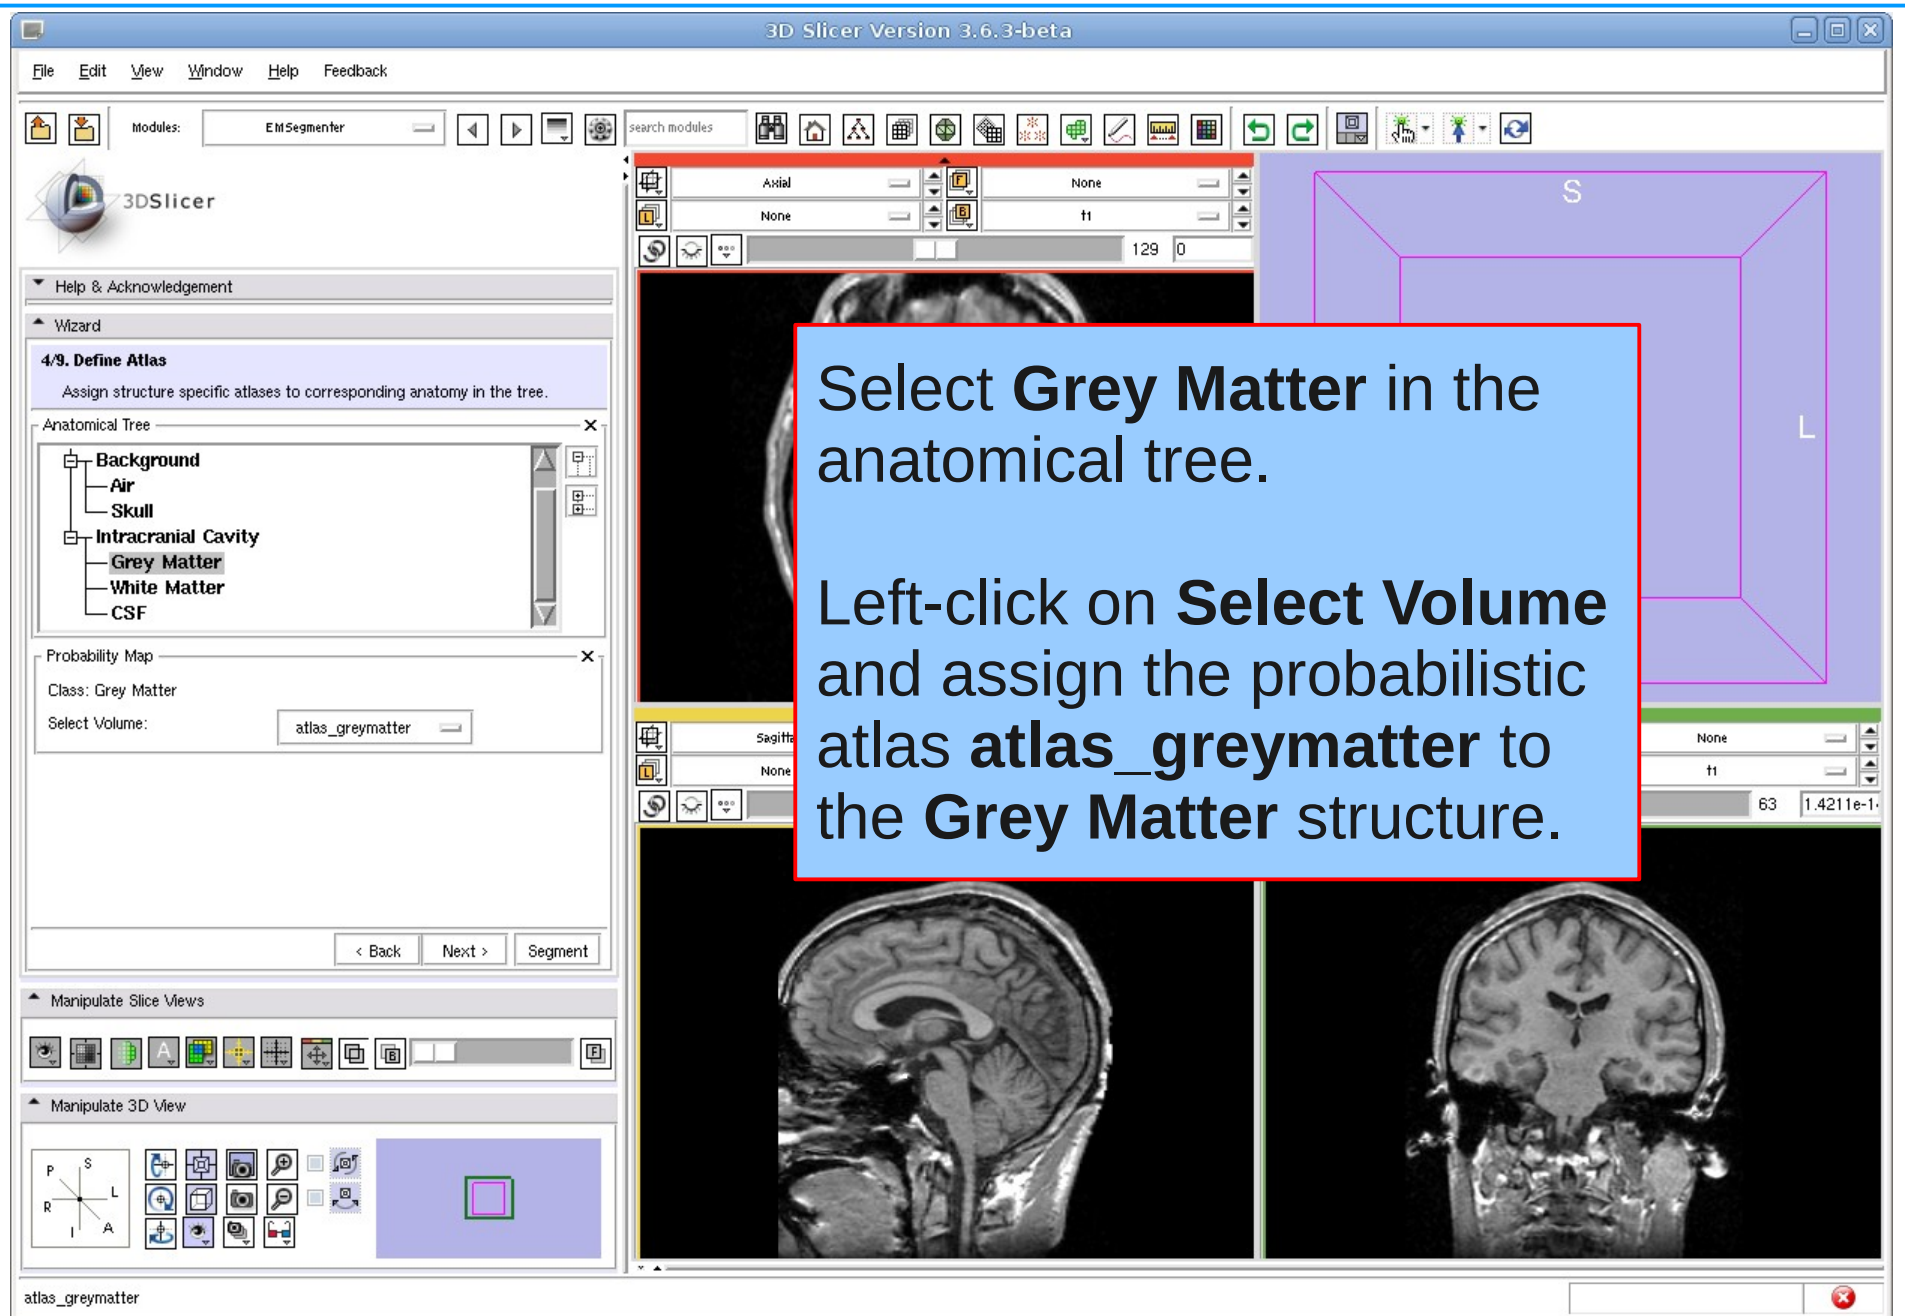 3D Slicer Version 3.6.3-beta
File Edit View Window Help Feedback
Modules: EMSegmenter search modules
3DSlicer
Help & Acknowledgement
Wizard
4/9. Define Atlas
Assign structure specific atlases to corresponding anatomy in the tree.
Anatomical Tree
Background
Air
Skull
Intracranial Cavity
Grey Matter
White Matter
CSF
Probability Map
Class: Grey Matter
Select Volume: atlas_greymatter
< Back Next > Segment
Manipulate Slice Views
A B F
Manipulate 3D View
P S
R L
I A
atlas_greymatter
Axial F None
L None B t1
129 0
S
L
Select Grey Matter in the
anatomical tree.
Left-click on Select Volume
and assign the probabilistic
atlas atlas_greymatter to
the Grey Matter structure.
None
L None t1
63 1.4211e-1